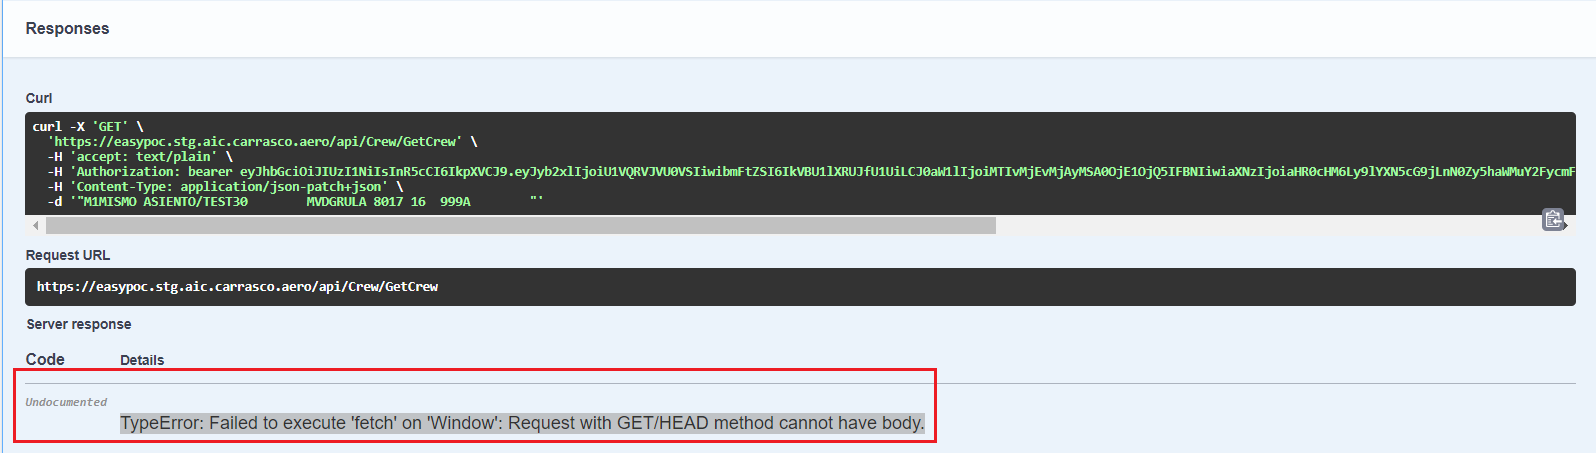 Responses
Curl
curl -X 'GET' \
'https://easypoc.stg.aic.carrasco.aero/api/Crew/GetCrew' \
-H 'accept: text/plain' \
-H 'Authorization: bearer eyJhbGciOiJIUzI1NiIsInR5cCI6IkpXVCJ9.eyJyb2xlIjoiU1VQRVJVU0VSIiwibmFtZSI6IkVBU1lXRUJfU1UiLCJ0aW1lIjoiMTIvMjEvMjAyMSA0OjE1OjQ5IFBNIiwiaXNzIjoiaHR0cHM6Ly9lYXN5cG9jLnN0Zy5haWMuY2FycmF
-H 'Content-Type: application/json-patch+json' \
-d '"M1MISMO ASIENTO/TEST30        MVDGRULA 8017 16  999A        "'
Request URL
https://easypoc.stg.aic.carrasco.aero/api/Crew/GetCrew
Server response
Code Details
Undocumented
TypeError: Failed to execute 'fetch' on 'Window': Request with GET/HEAD method cannot have body.